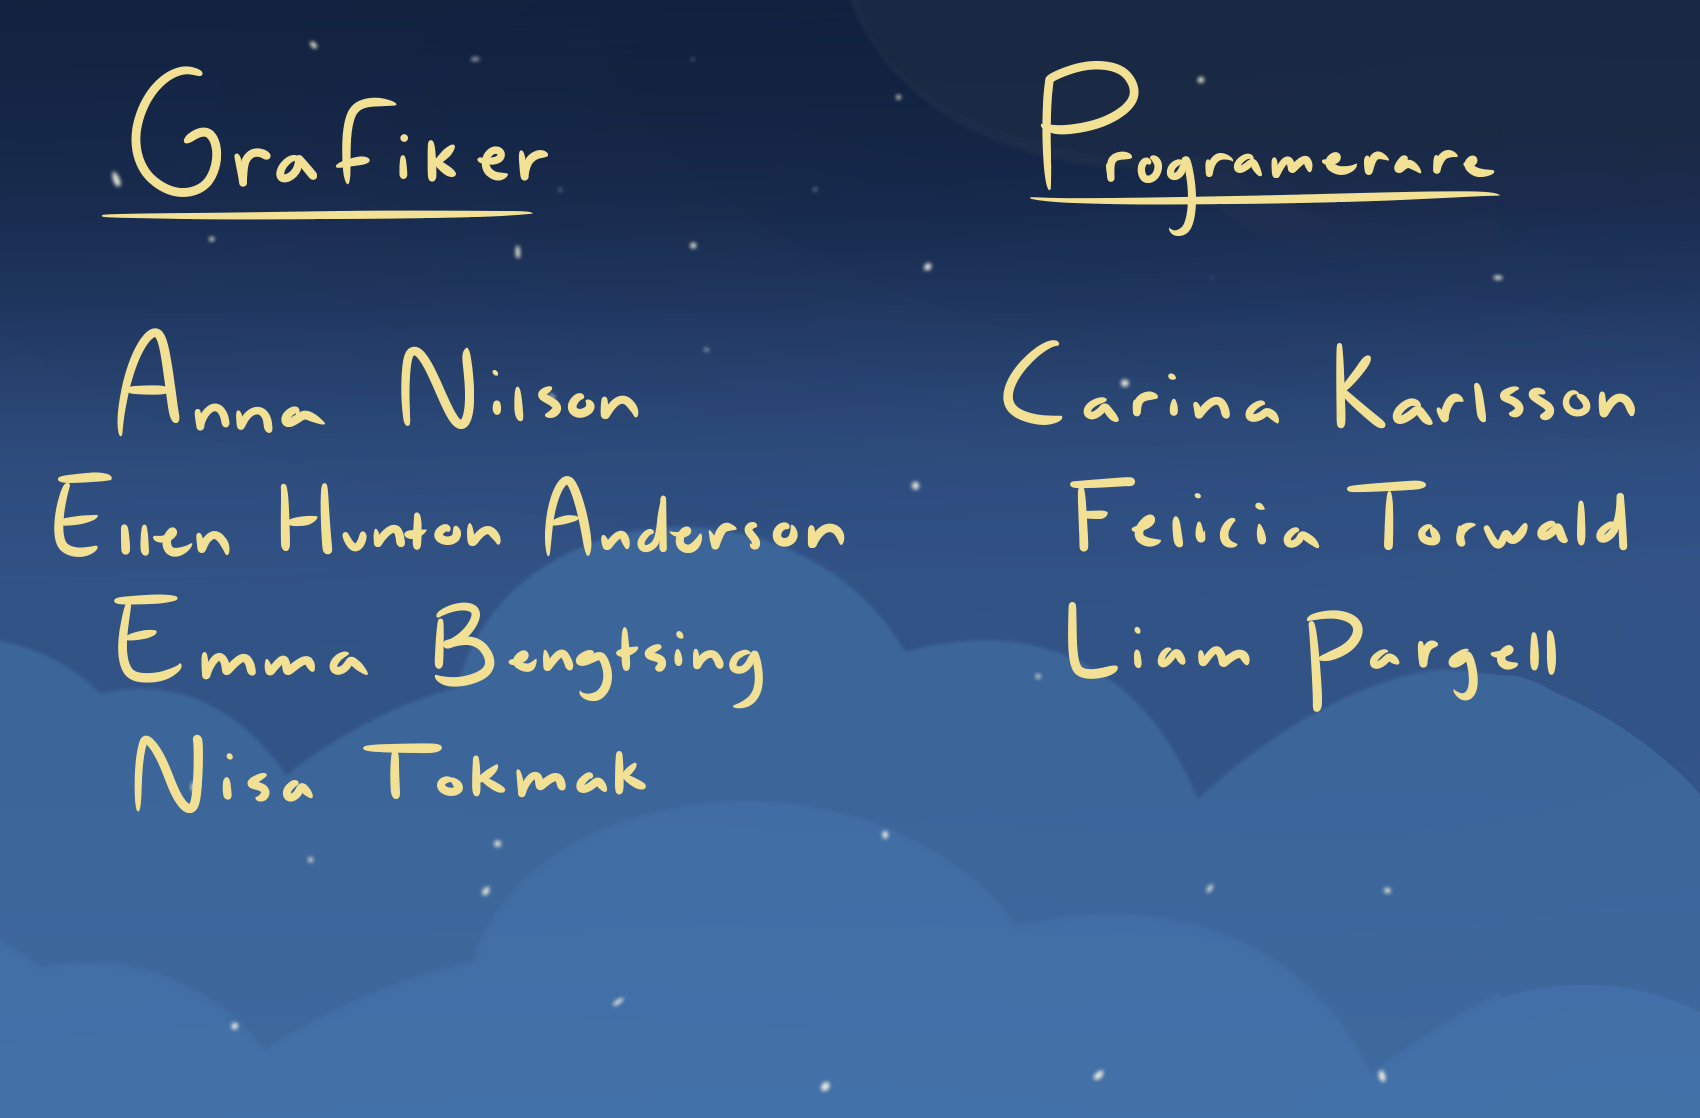 Grafiker
Anna Nilson
Ellen Hunton Anderson
Emma Bengtsing
Nisa Tokmak
Programerare
Carina Karlsson
Felicia Torwald
Liam Pargell